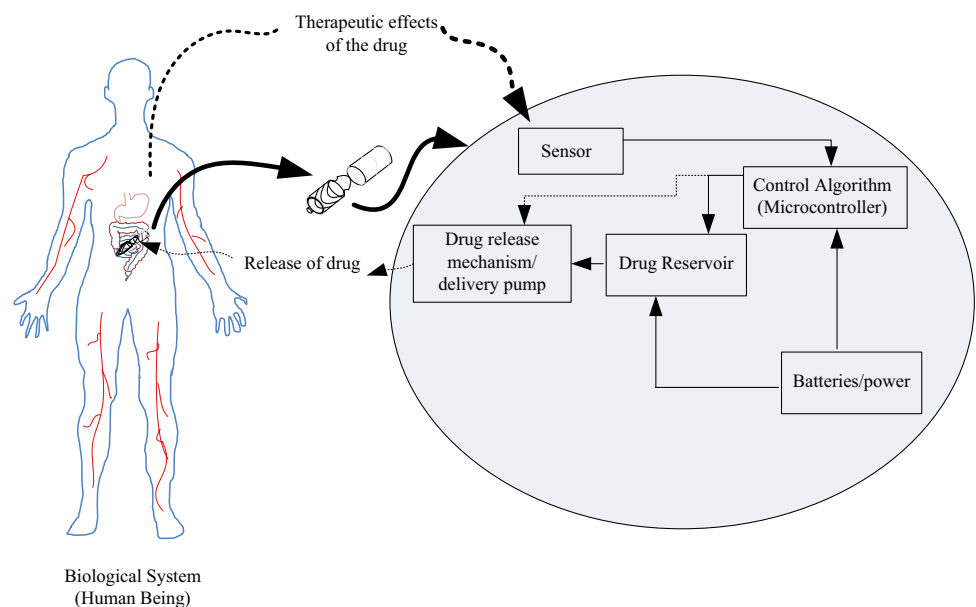 Therapeutic effects
of the drug
Sensor
Control Algorithm
(Microcontroller)
Drug release
mechanism/
delivery pump
Drug Reservoir
Release of drug
Batteries/power
Biological System
(Human Being)